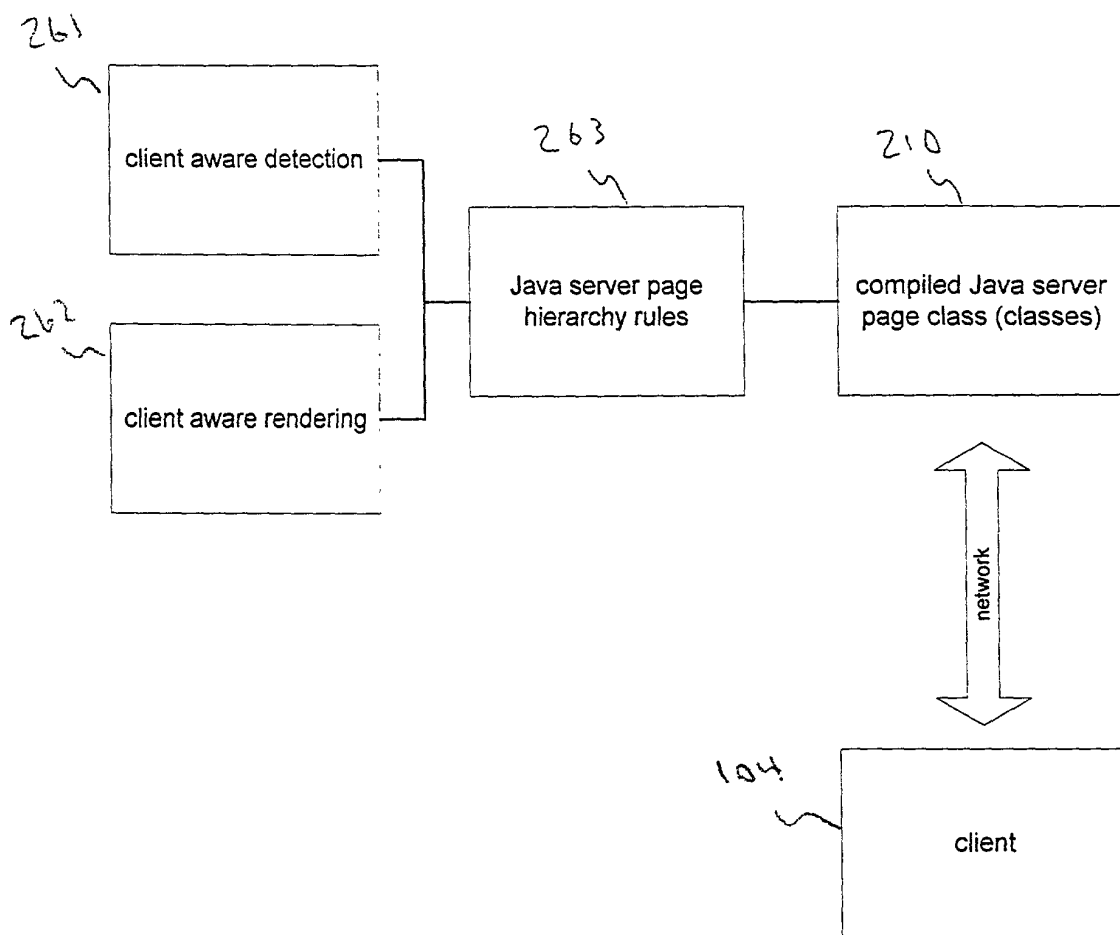 261
client aware detection
263
210
Java server page
hierarchy rules
compiled Java server
page class (classes)
262
client aware rendering
network
104
client